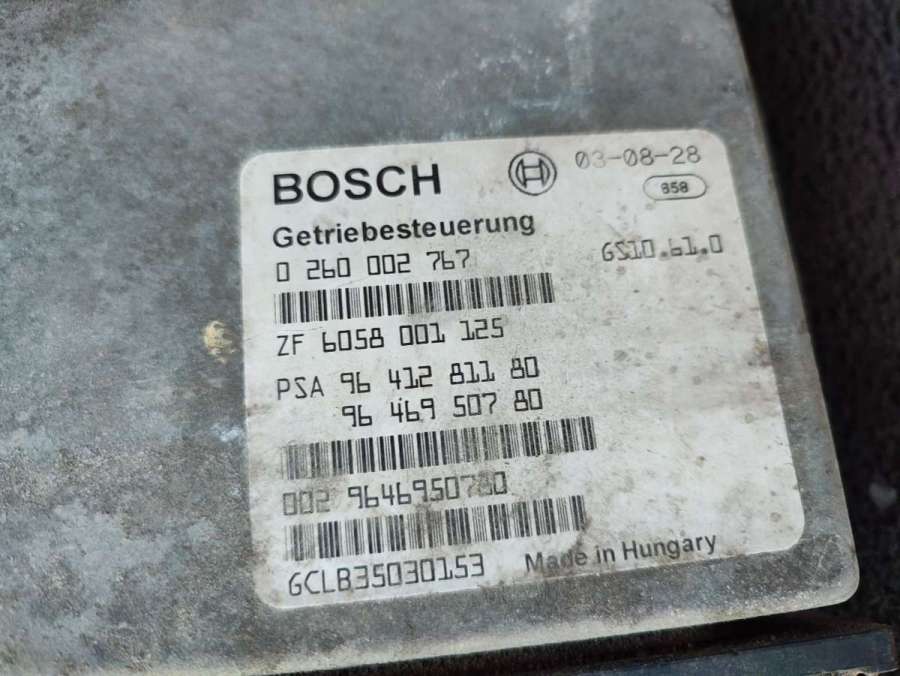 BOSCH
03-08-28
858
Getriebesteuerung
0 260 002 767
GS10.61.0
ZF 6058 001 125
PSA 96 412 811 80
96 469 507 80
002 9646950780
GCLB35030153
Made in Hungary